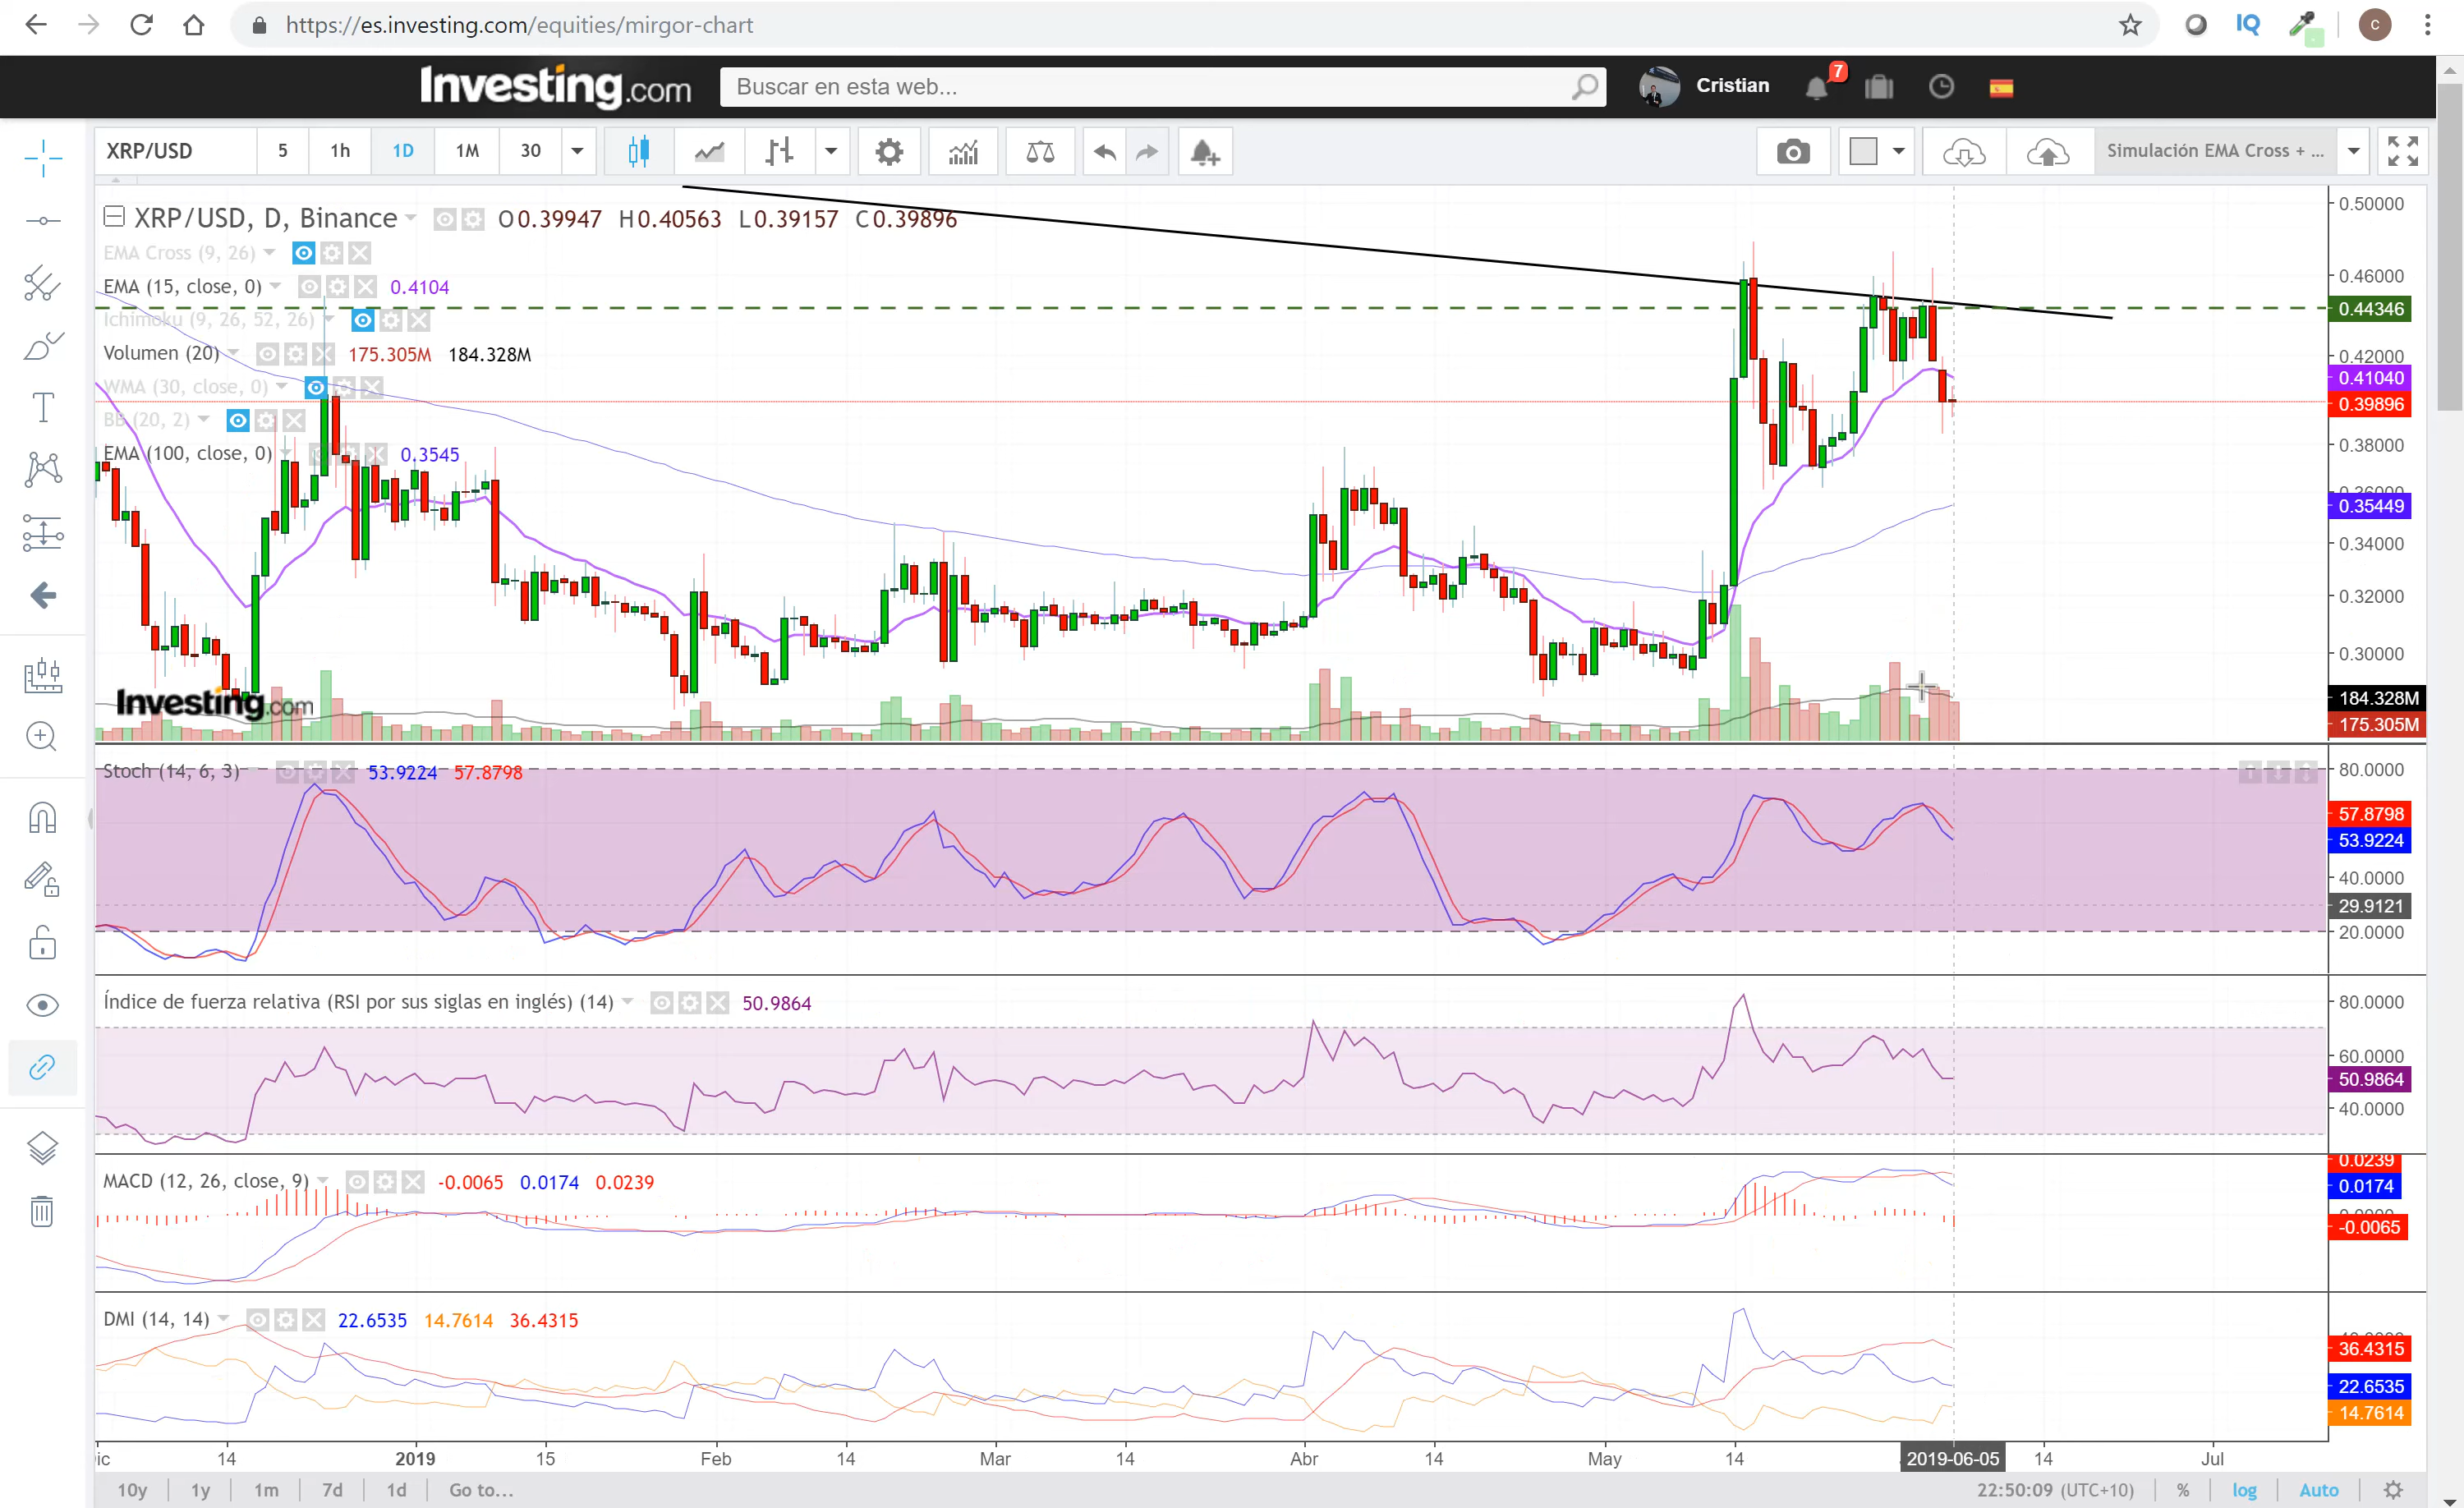 https://es.investing.com/equities/mirgor-chart
IQ
C
Investing.com
Buscar en esta web...
Cristian
7
XRP/USD 5 1h 1D 1M 30
Simulación EMA Cross + ...
XRP/USD, D, Binance O0.39947 H0.40563 L0.39157 C0.39896
EMA Cross (9, 26)
EMA (15, close, 0) 0.4104
Ichimoku (9, 26, 52, 26)
Volumen (20) 175.305M 184.328M
WMA (30, close, 0)
BB (20, 2)
EMA (100, close, 0) 0.3545
0.50000
0.46000
0.44346
0.42000
0.41040
0.39896
0.38000
0.36000
0.35449
0.34000
0.32000
0.30000
184.328M
175.305M
Investing.com
Stoch (14, 6, 3) 53.9224 57.8798
80.0000
57.8798
53.9224
40.0000
29.9121
20.0000
Índice de fuerza relativa (RSI por sus siglas en inglés) (14) 50.9864
80.0000
60.0000
50.9864
40.0000
MACD (12, 26, close, 9) -0.0065 0.0174 0.0239
0.0239
0.0174
-0.0065
DMI (14, 14) 22.6535 14.7614 36.4315
36.4315
22.6535
14.7614
ic 14 2019 15 Feb 14 Mar 14 Abr 14 May 14 2019-06-05 14 Jul
10y 1y 1m 7d 1d Go to...
22:50:09 (UTC+10) % log Auto